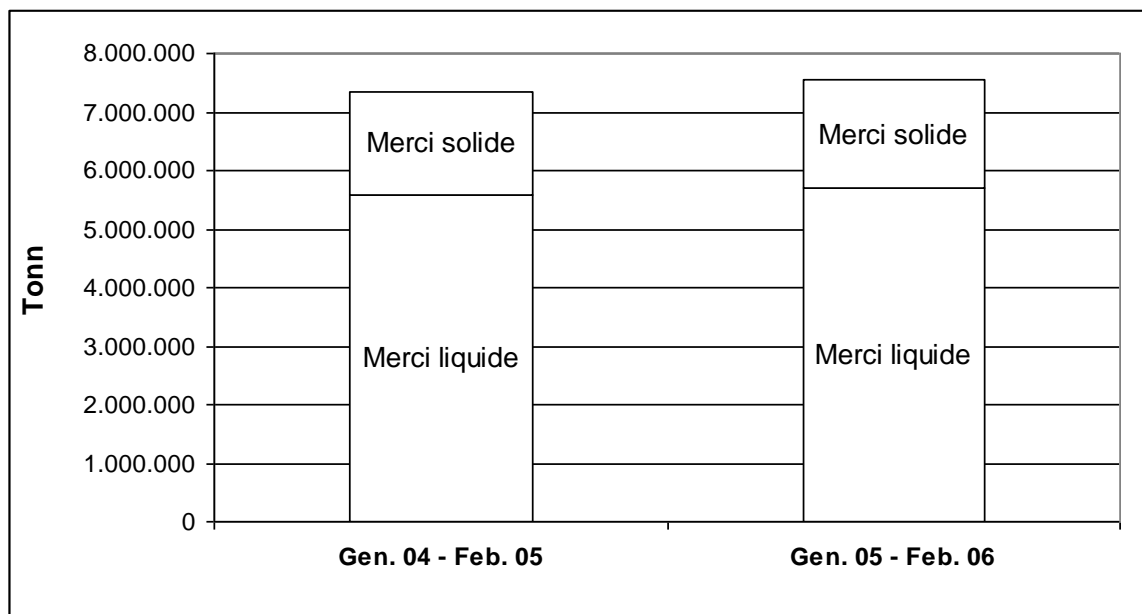 8.000.000
7.000.000
6.000.000
5.000.000
4.000.000
3.000.000
2.000.000
1.000.000
0
Tonn
Merci solide
Merci liquide
Merci solide
Merci liquide
Gen. 04 - Feb. 05
Gen. 05 - Feb. 06